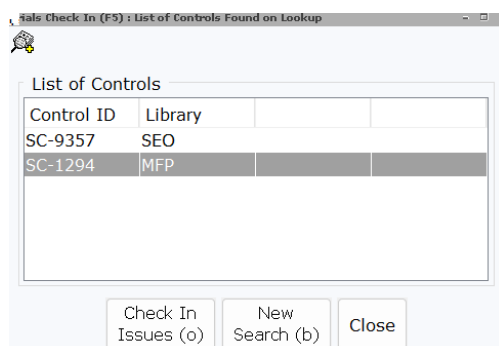 ials Check In (F5) : List of Controls Found on Lookup
List of Controls
Control ID Library
SC-9357 SEO
SC-1294 MFP
Check In New Close
Issues (o) Search (b)